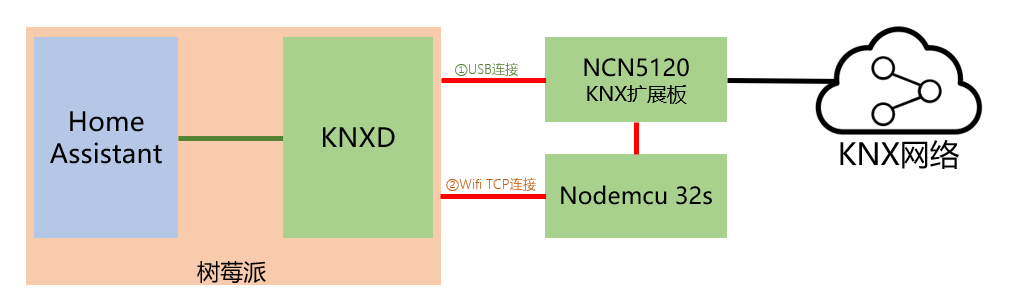 Home
Assistant
KNXD
树莓派
①USB连接
②Wifi TCP连接
NCN5120
KNX扩展板
Nodemcu 32s
KNX网络